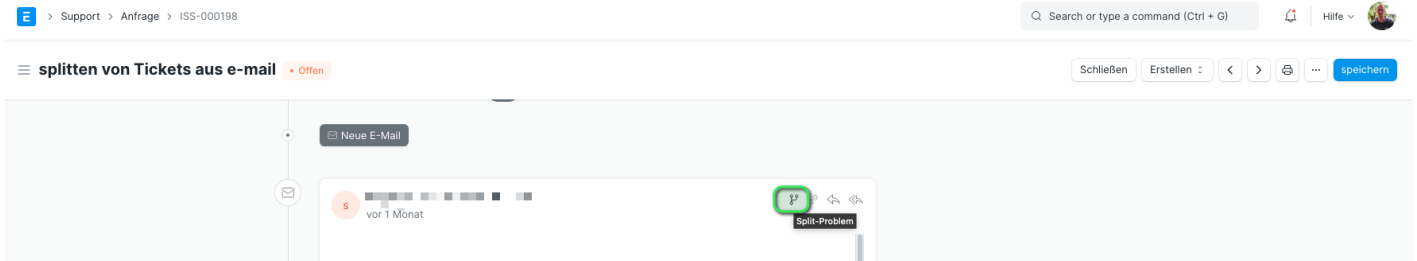 E > Support > Anfrage > ISS-000198
Search or type a command (Ctrl + G)
Hilfe
splitten von Tickets aus e-mail • Offen
Schließen Erstellen < > ... speichern
Neue E-Mail
S
vor 1 Monat
Split-Problem